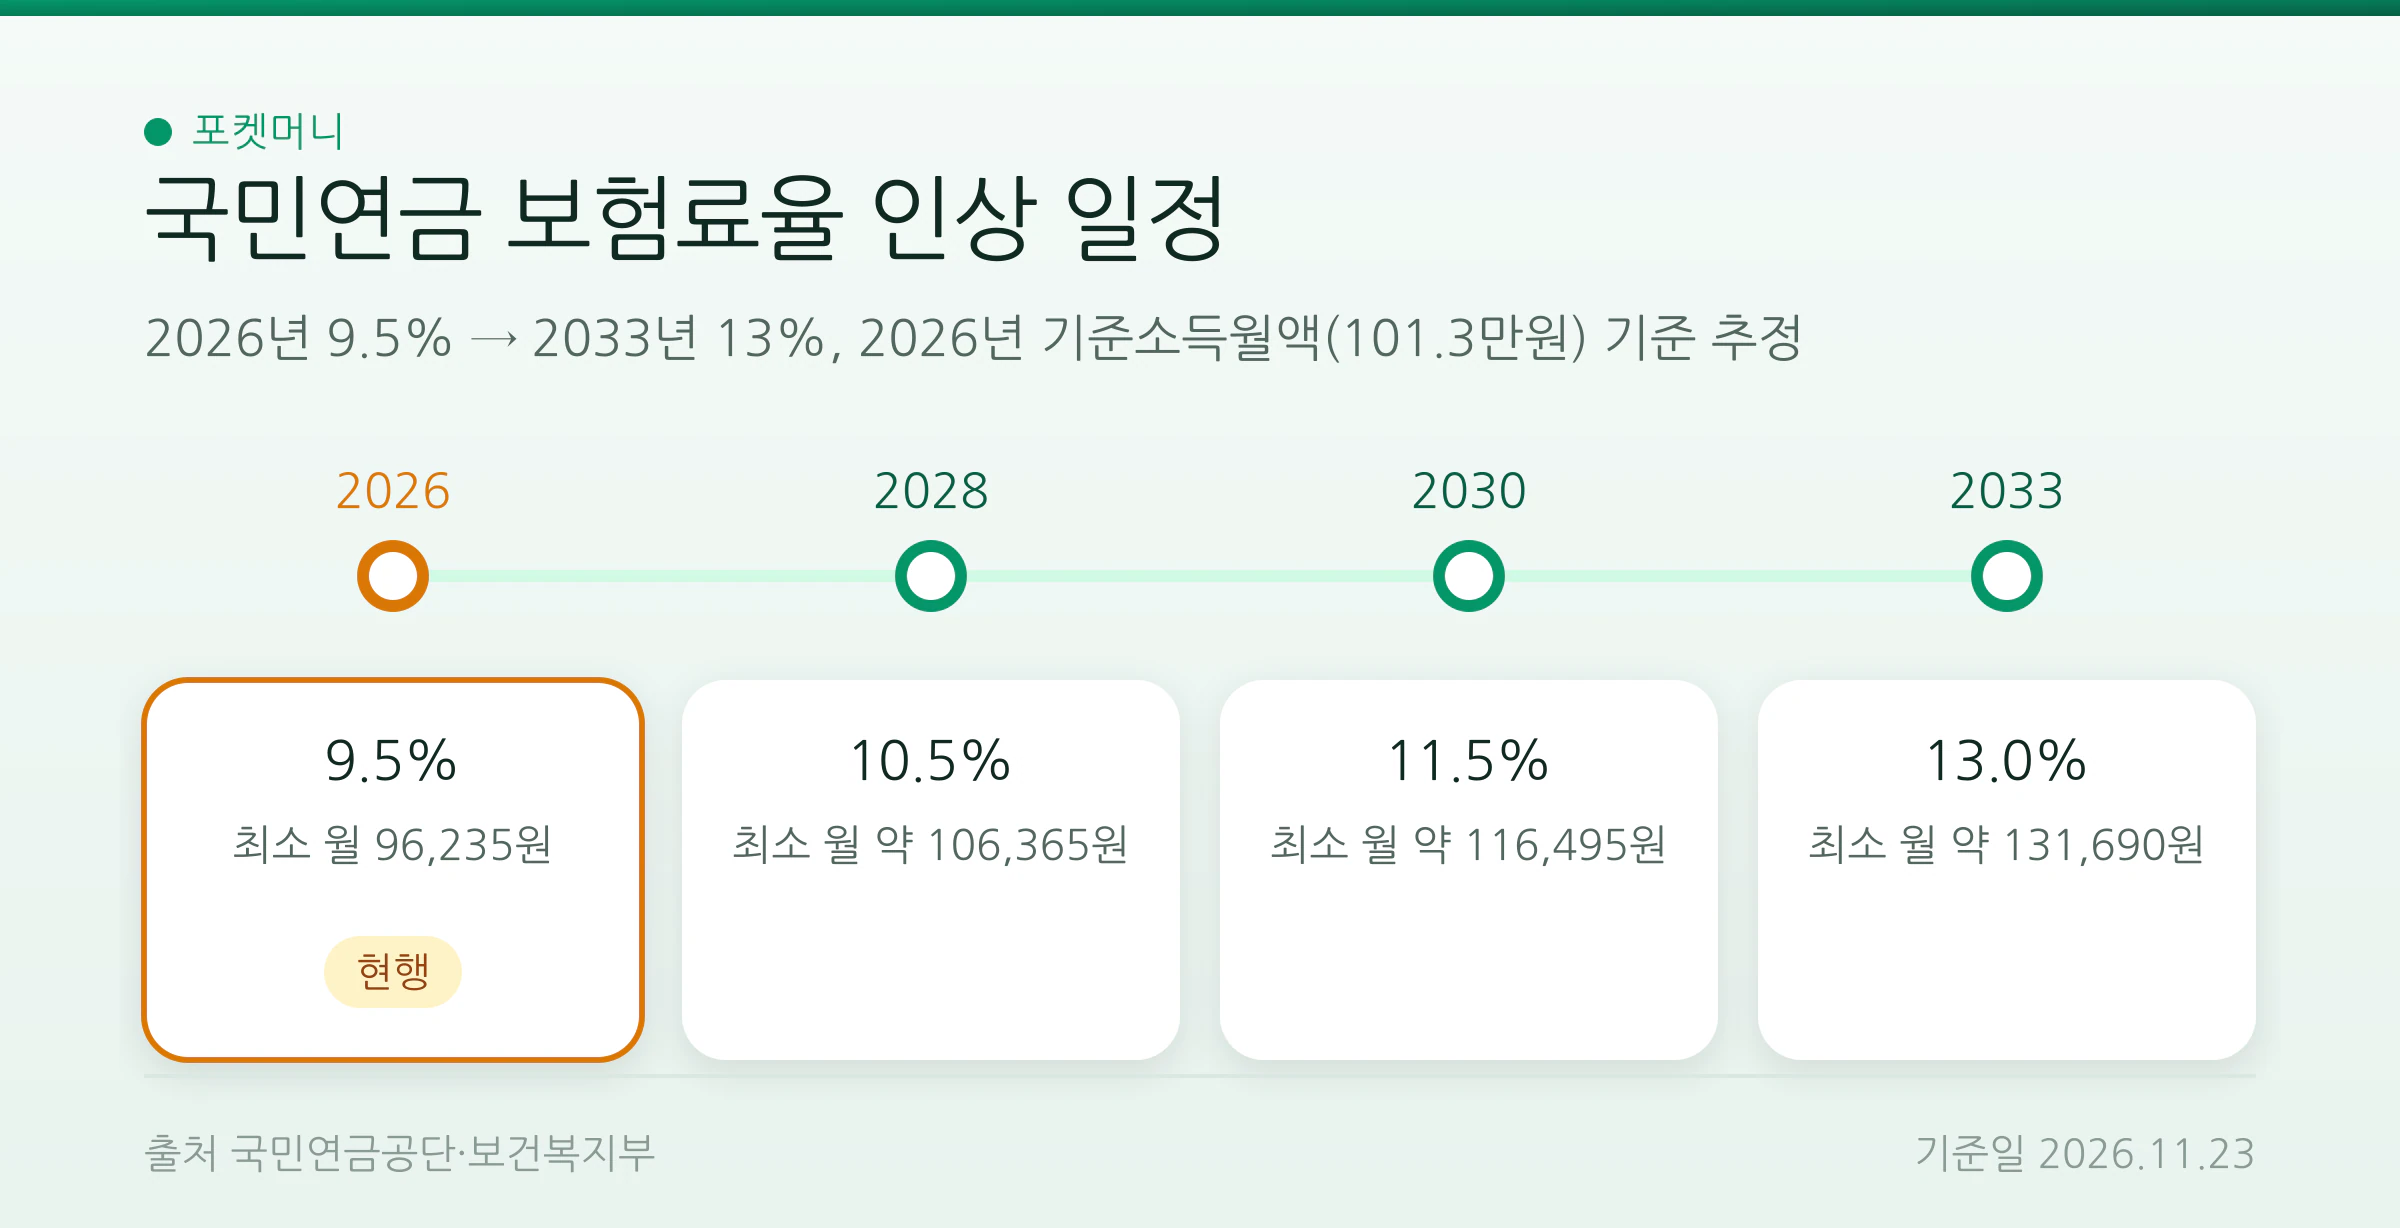 포켓머니
국민연금 보험료율 인상 일정
2026년 9.5% → 2033년 13%, 2026년 기준소득월액(101.3만원) 기준 추정
2026
2028
2030
2033
9.5%
최소 월 96,235원
현행
10.5%
최소 월 약 106,365원
11.5%
최소 월 약 116,495원
13.0%
최소 월 약 131,690원
출처 국민연금공단·보건복지부
기준일 2026.11.23